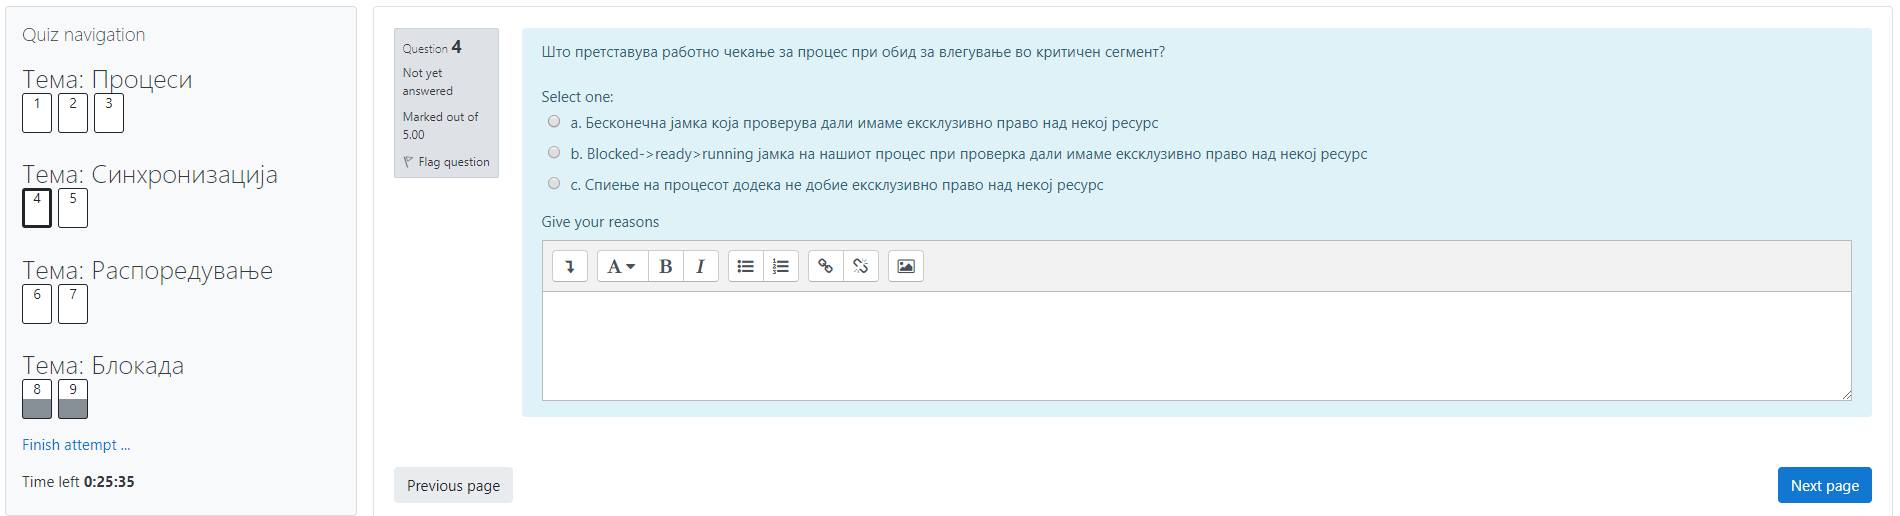 Quiz navigation
Тема: Процеси
1 2 3
Тема: Синхронизација
4 5
Тема: Распоредување
6 7
Тема: Блокада
8 9
Finish attempt ...
Time left 0:25:35
Question 4
Not yet
answered
Marked out of
5.00
Flag question
Што претставува работно чекање за процес при обид за влегување во критичен сегмент?
Select one:
a. Бесконечна јамка која проверува дали имаме ексклузивно право над некој ресурс
b. Blocked->ready>running јамка на нашиот процес при проверка дали имаме ексклузивно право над некој ресурс
c. Спиење на процесот додека не добие ексклузивно право над некој ресурс
Give your reasons
A B I
Previous page
Next page